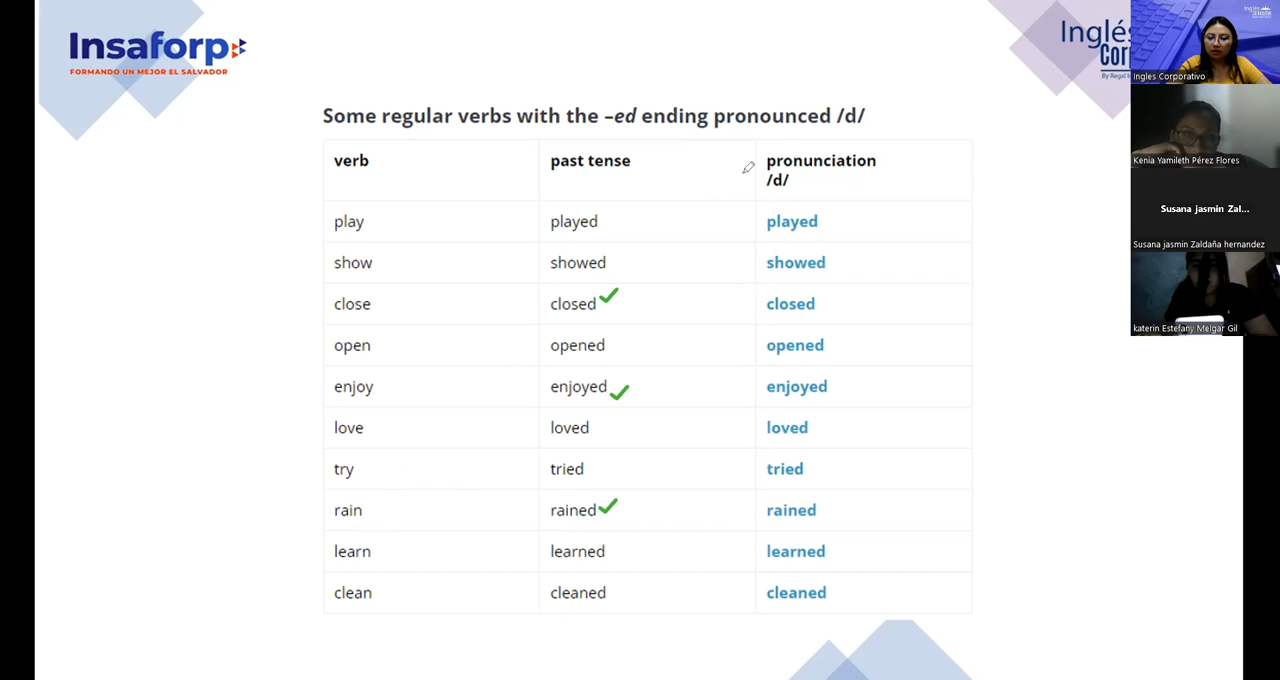 Insaforp
FORMANDO UN MEJOR EL SALVADOR
Inglés
Cor
By Regal
Some regular verbs with the –ed ending pronounced /d/
verb past tense pronunciation
/d/
play played played
show showed showed
close closed closed
open opened opened
enjoy enjoyed enjoyed
love loved loved
try tried tried
rain rained rained
learn learned learned
clean cleaned cleaned
Ingles Corporativo
Kenia Yamileth Pérez Flores
Susana jasmin Zal...
Susana jasmin Zaldaña hernandez
katerin Estefany Melgar Gil